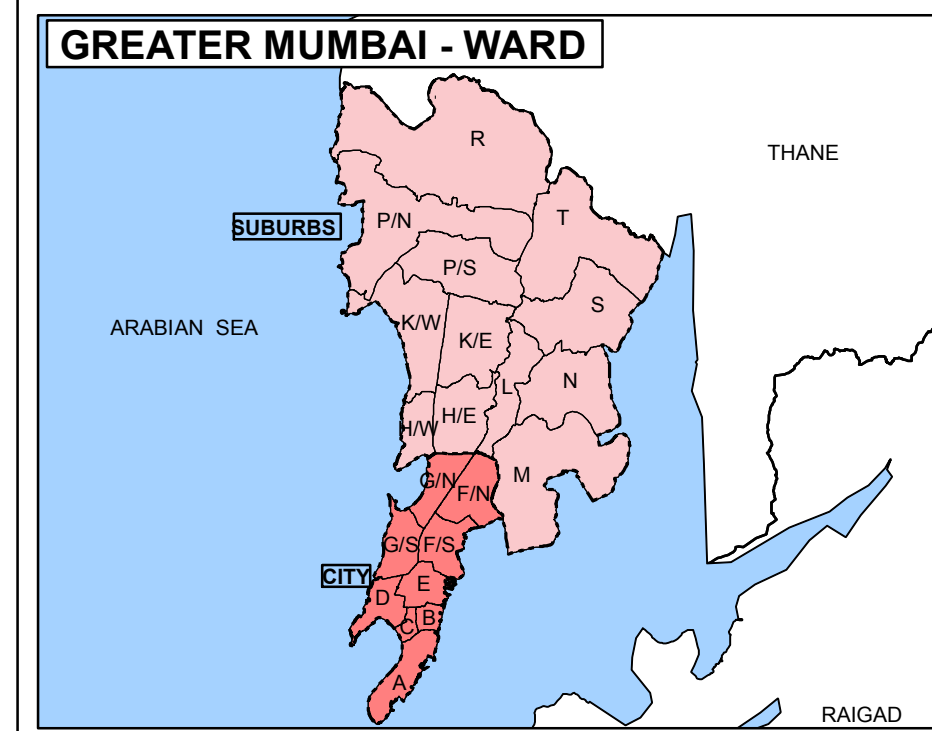 GREATER MUMBAI - WARD
R
THANE
T
P/N
SUBURBS
P/S
S
ARABIAN SEA
K/W
K/E
N
L
H/E
H/W
M
G/N
F/N
G/S
F/S
CITY
E
D
B
C
A
RAIGAD